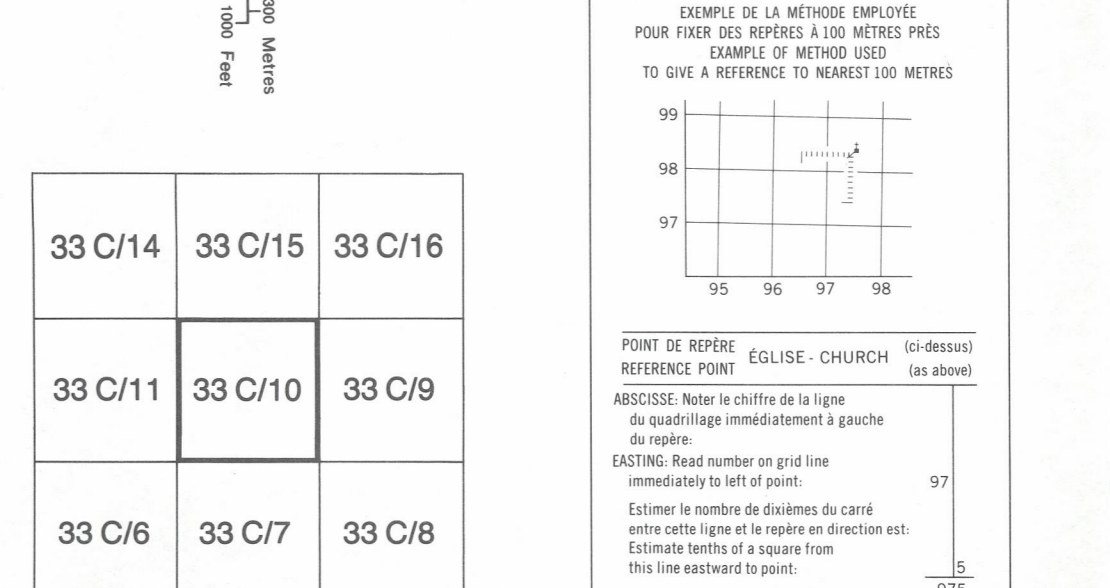 300 Metres
1000 Feet
33 C/14 33 C/15 33 C/16
33 C/11 33 C/10 33 C/9
33 C/6 33 C/7 33 C/8
EXEMPLE DE LA MÉTHODE EMPLOYÉE
POUR FIXER DES REPÈRES À 100 MÈTRES PRÈS
EXAMPLE OF METHOD USED
TO GIVE A REFERENCE TO NEAREST 100 METRES
99
98
97
95 96 97 98
POINT DE REPÈRE
REFERENCE POINT
ÉGLISE - CHURCH
(ci-dessus)
(as above)
ABSCISSE: Noter le chiffre de la ligne
du quadrillage immédiatement à gauche
du repère:
EASTING: Read number on grid line
immediately to left of point: 97
Estimer le nombre de dixièmes du carré
entre cette ligne et le repère en direction est:
Estimate tenths of a square from
this line eastward to point: 5
975